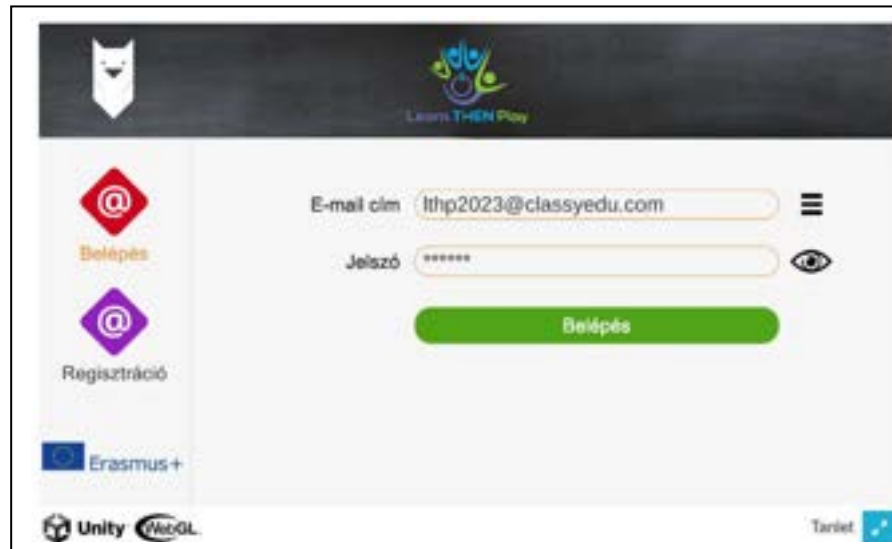 Learn THEN Play
E-mail cím lthp2023@classyedu.com
Jelszó ******
Belépés
Belépés
@
Regisztráció
@
Erasmus+
Unity WebGL
Tanlet